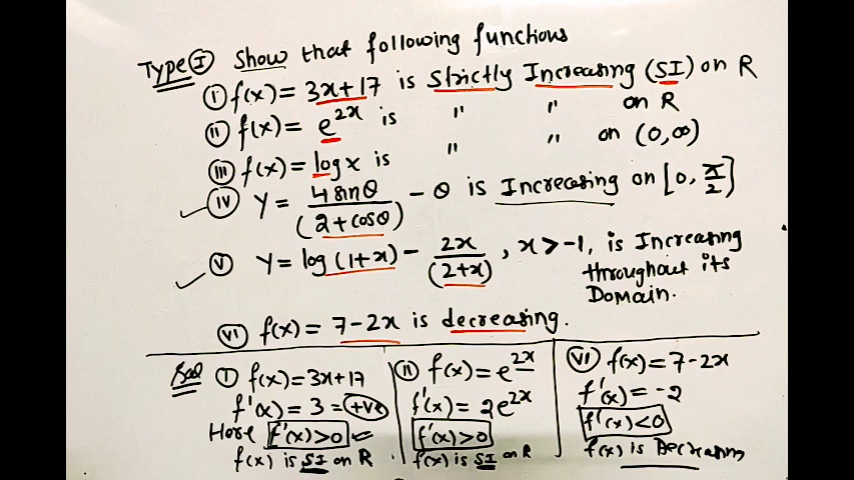 Type I Show that following functions
(i) f(x) = 3x+17 is Strictly Increasing (SI) on R
(ii) f(x) = e^2x is " " on R
(iii) f(x) = log x is " " on (0,∞)
(iv) Y = 4sinθ/(2+cosθ) - θ is Increasing on [0, π/2]
(v) Y = log(1+x) - 2x/(2+x), x>-1, is Increasing
throughout its
Domain.
(vi) f(x) = 7-2x is decreasing.
(i) f(x)=3x+17
f'(x) = 3 = +ve
Here f'(x)>0
f(x) is SI on R
(ii) f(x)=e^2x
f'(x) = 2e^2x
f'(x)>0
f(x) is SI on R
(vi) f(x)=7-2x
f'(x) = -2
f'(x)<0
f(x) is Decreasing